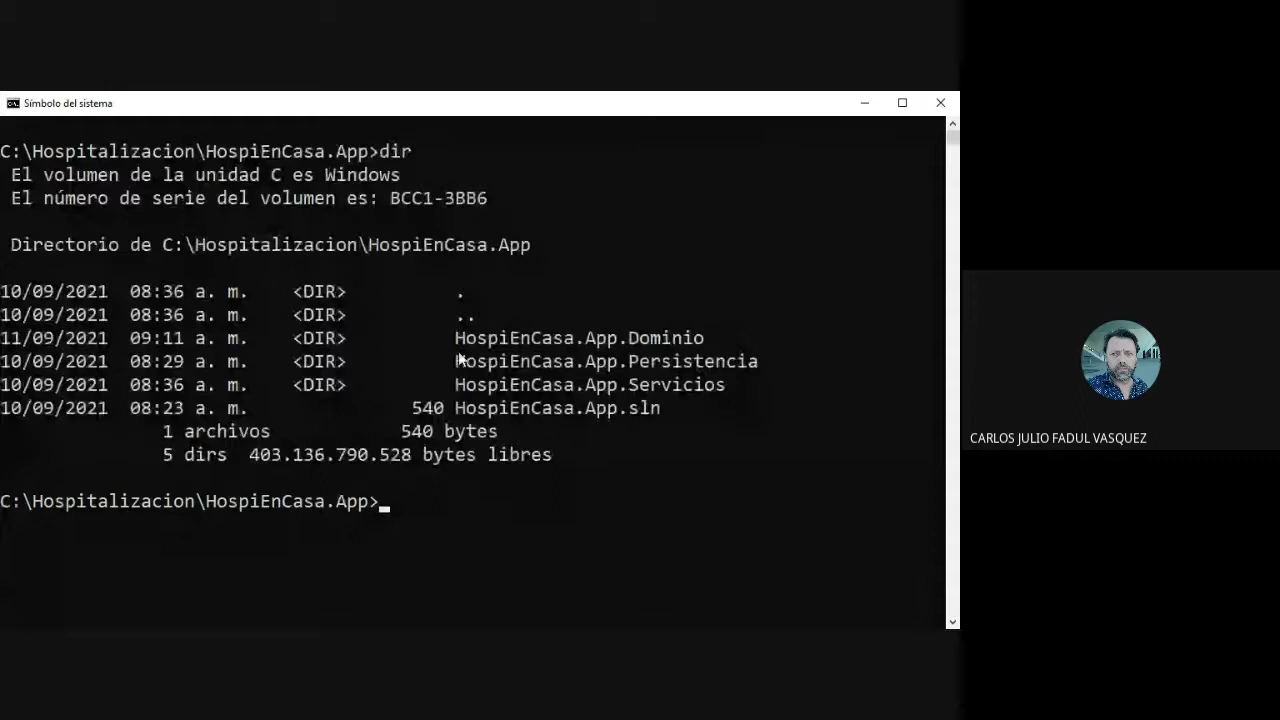 Símbolo del sistema
C:\Hospitalizacion\HospiEnCasa.App>dir
El volumen de la unidad C es Windows
El número de serie del volumen es: BCC1-3BB6
Directorio de C:\Hospitalizacion\HospiEnCasa.App
10/09/2021 08:36 a. m. <DIR> .
10/09/2021 08:36 a. m. <DIR> ..
11/09/2021 09:11 a. m. <DIR> HospiEnCasa.App.Dominio
10/09/2021 08:29 a. m. <DIR> HospiEnCasa.App.Persistencia
10/09/2021 08:36 a. m. <DIR> HospiEnCasa.App.Servicios
10/09/2021 08:23 a. m. 540 HospiEnCasa.App.sln
1 archivos 540 bytes
5 dirs 403.136.790.528 bytes libres
C:\Hospitalizacion\HospiEnCasa.App>
CARLOS JULIO FADUL VASQUEZ